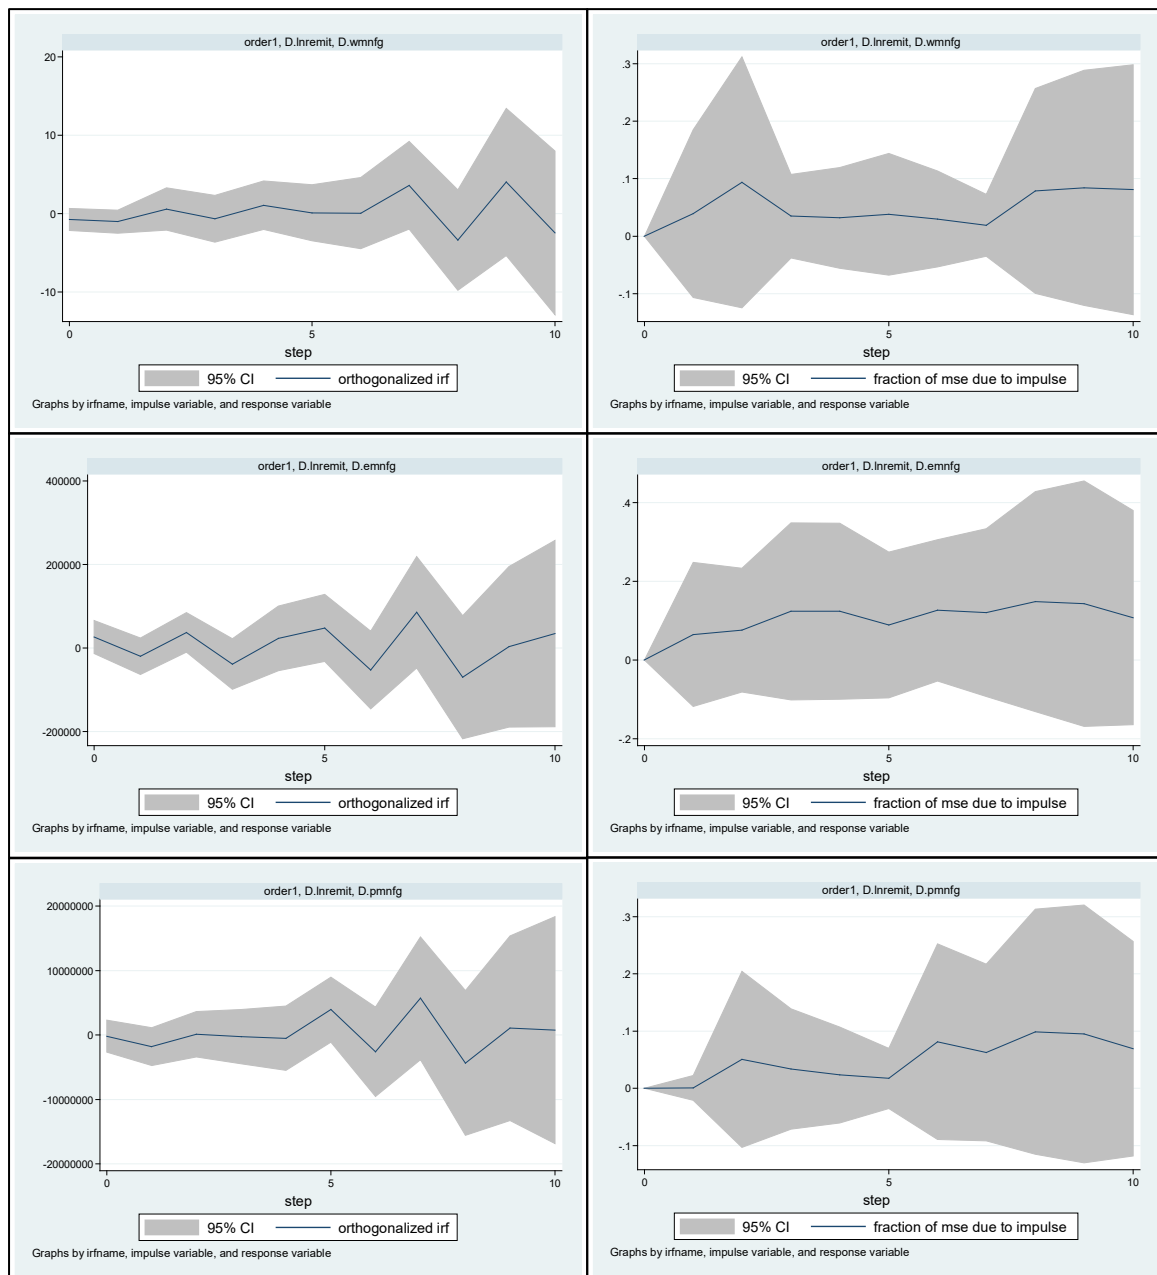 order1, D.lnremit, D.wmnfg
20
10
0
-10
0 5 10
step
95% CI orthogonalized irf
Graphs by irfname, impulse variable, and response variable
order1, D.lnremit, D.wmnfg
.3
.2
.1
0
-.1
0 5 10
step
95% CI fraction of mse due to impulse
Graphs by irfname, impulse variable, and response variable
order1, D.lnremit, D.emnfg
400000
200000
0
-200000
0 5 10
step
95% CI orthogonalized irf
Graphs by irfname, impulse variable, and response variable
order1, D.lnremit, D.emnfg
.4
.2
0
-.2
0 5 10
step
95% CI fraction of mse due to impulse
Graphs by irfname, impulse variable, and response variable
order1, D.lnremit, D.pmnfg
20000000
10000000
0
-10000000
-20000000
0 5 10
step
95% CI orthogonalized irf
Graphs by irfname, impulse variable, and response variable
order1, D.lnremit, D.pmnfg
.3
.2
.1
0
-.1
0 5 10
step
95% CI fraction of mse due to impulse
Graphs by irfname, impulse variable, and response variable